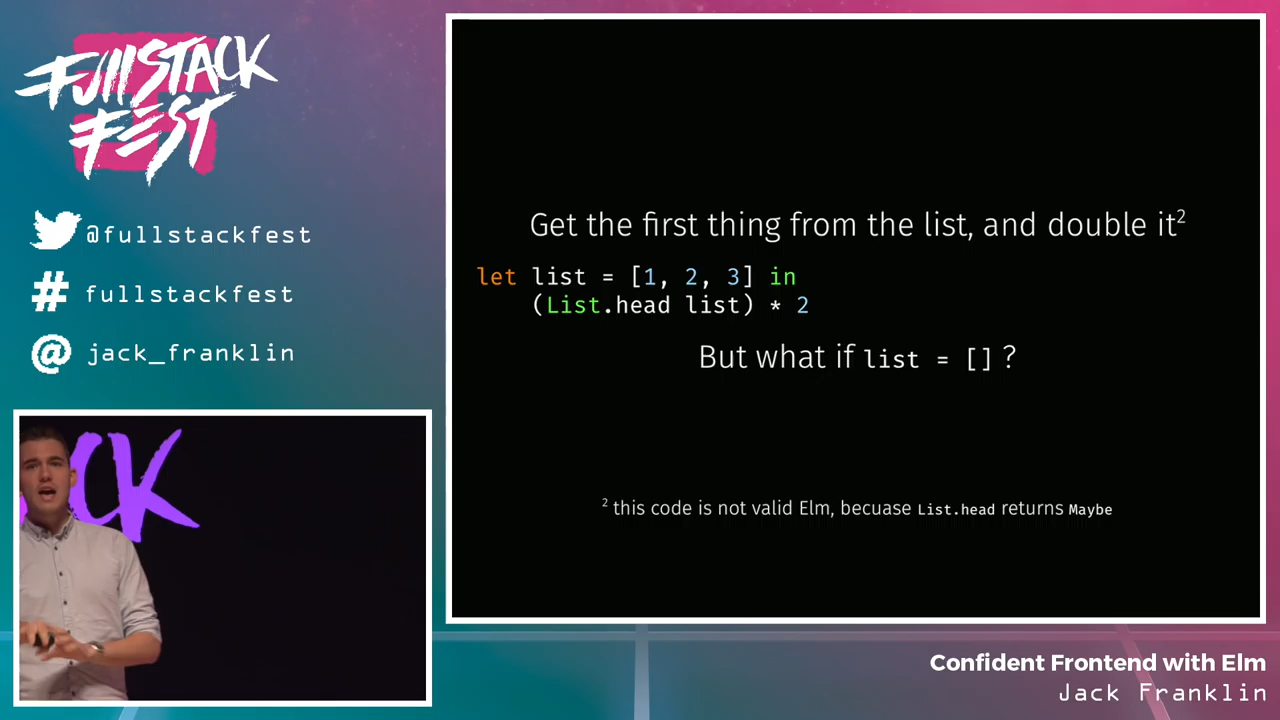 FullStack
Fest
@fullstackfest
# fullstackfest
@ jack_franklin
CK
Get the first thing from the list, and double it²
let list = [1, 2, 3] in
(List.head list) * 2
But what if list = [] ?
² this code is not valid Elm, becuase List.head returns Maybe
Confident Frontend with Elm
Jack Franklin